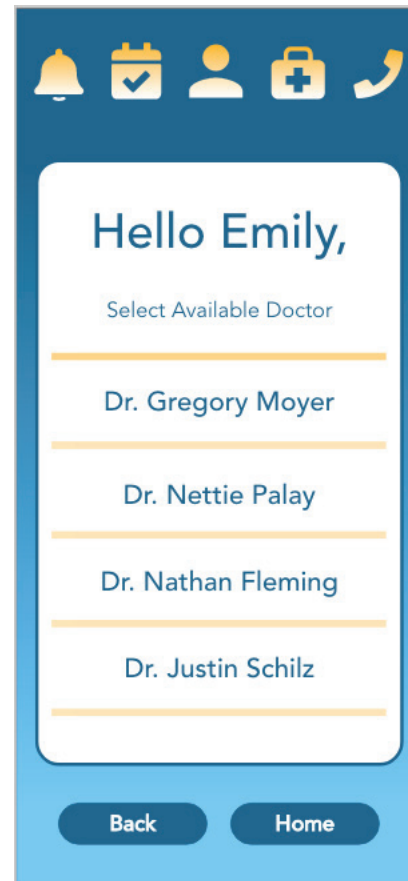 Hello Emily,
Select Available Doctor
Dr. Gregory Moyer
Dr. Nettie Palay
Dr. Nathan Fleming
Dr. Justin Schilz
Back Home